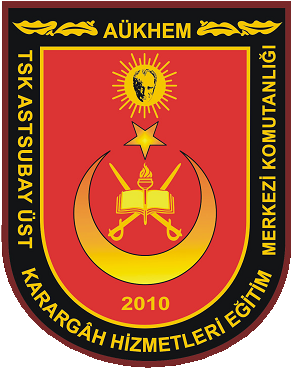 AÜKHEM
TSK ASTSUBAY ÜST
KARARGÂH HİZMETLERİ EĞİTİM
MERKEZİ KOMUTANLIĞI
2010